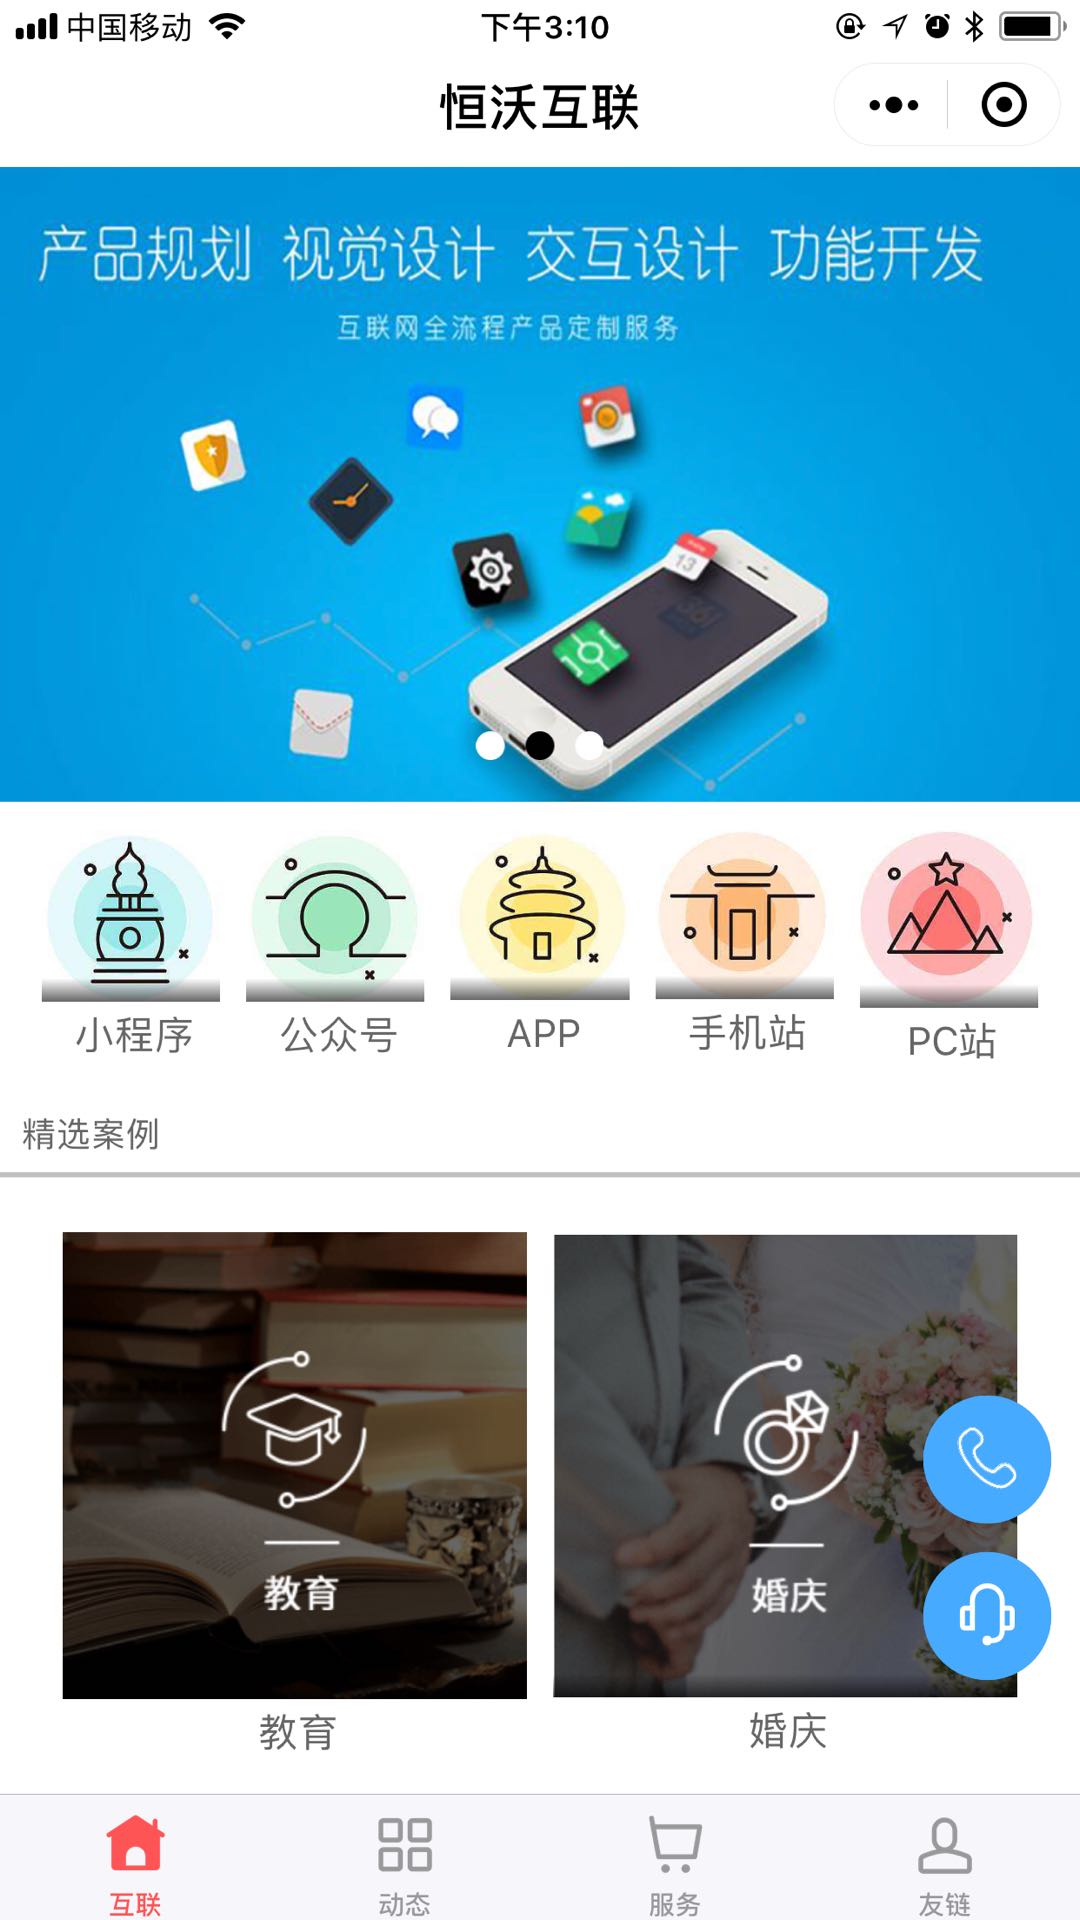 中国移动
下午3:10
恒沃互联
产品规划 视觉设计 交互设计 功能开发
互联网全流程产品定制服务
13
小程序
公众号
APP
手机站
PC站
精选案例
教育
婚庆
教育
婚庆
互联
动态
服务
友链